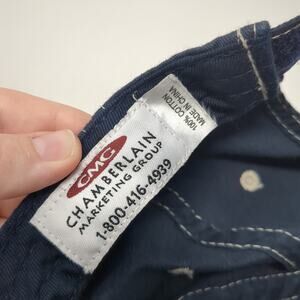 CMG
CHAMBERLAIN
MARKETING GROUP
1-800-416-4939
100% COTTON
MADE IN CHINA